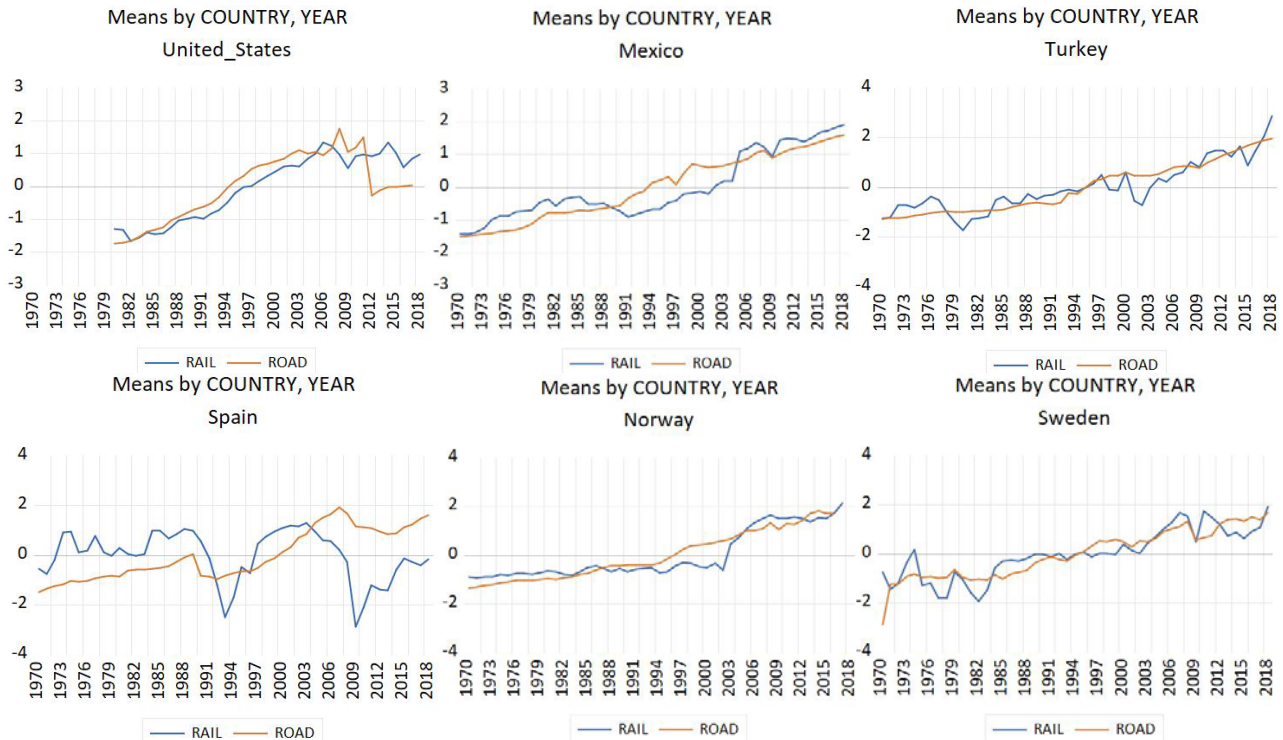 Means by COUNTRY, YEAR
United_States
3
2
1
0
-1
-2
-3
1970 1973 1976 1979 1982 1985 1988 1991 1994 1997 2000 2003 2006 2009 2012 2015 2018
RAIL ROAD
Means by COUNTRY, YEAR
Mexico
3
2
1
0
-1
-2
-3
1970 1973 1976 1979 1982 1985 1988 1991 1994 1997 2000 2003 2006 2009 2012 2015 2018
RAIL ROAD
Means by COUNTRY, YEAR
Turkey
4
2
0
-2
-4
1970 1973 1976 1979 1982 1985 1988 1991 1994 1997 2000 2003 2006 2009 2012 2015 2018
RAIL ROAD
Means by COUNTRY, YEAR
Spain
4
2
0
-2
-4
1970 1973 1976 1979 1982 1985 1988 1991 1994 1997 2000 2003 2006 2009 2012 2015 2018
RAIL ROAD
Means by COUNTRY, YEAR
Norway
4
2
0
-2
-4
1970 1973 1976 1979 1982 1985 1988 1991 1994 1997 2000 2003 2006 2009 2012 2015 2018
RAIL ROAD
Means by COUNTRY, YEAR
Sweden
4
2
0
-2
-4
1970 1973 1976 1979 1982 1985 1988 1991 1994 1997 2000 2003 2006 2009 2012 2015 2018
RAIL ROAD